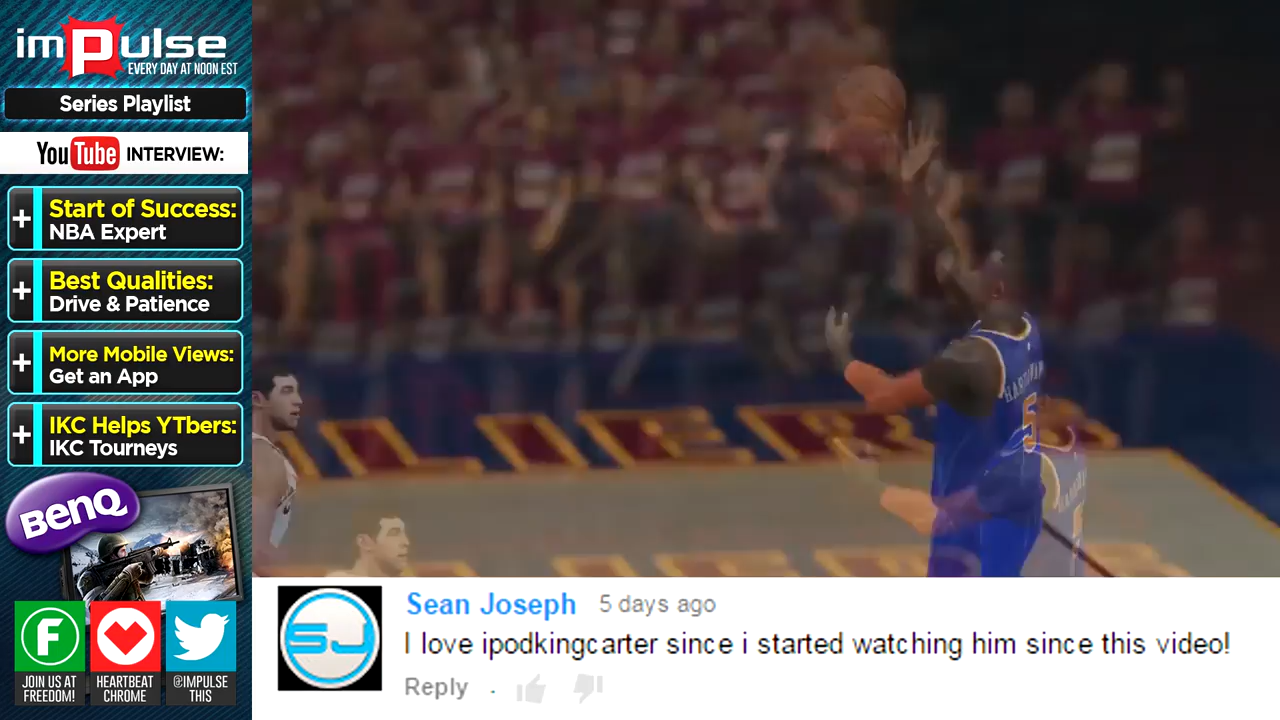 imPulse
EVERY DAY AT NOON EST
Series Playlist
YouTube INTERVIEW:
+ Start of Success:
NBA Expert
+ Best Qualities:
Drive & Patience
+ More Mobile Views:
Get an App
+ IKC Helps YTbers:
IKC Tourneys
BenQ
F
JOIN US AT
FREEDOM!
HEARTBEAT
CHROME
@IMPULSE
THIS
5
SJ
Sean Joseph 5 days ago
I love ipodkingcarter since i started watching him since this video!
Reply .